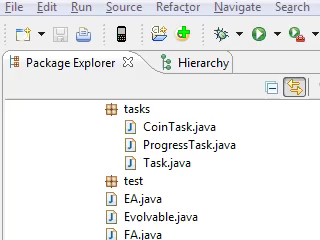 File Edit Run Source Refactor Navigate Search
Package Explorer Hierarchy
tasks
CoinTask.java
ProgressTask.java
Task.java
test
EA.java
Evolvable.java
FA.java